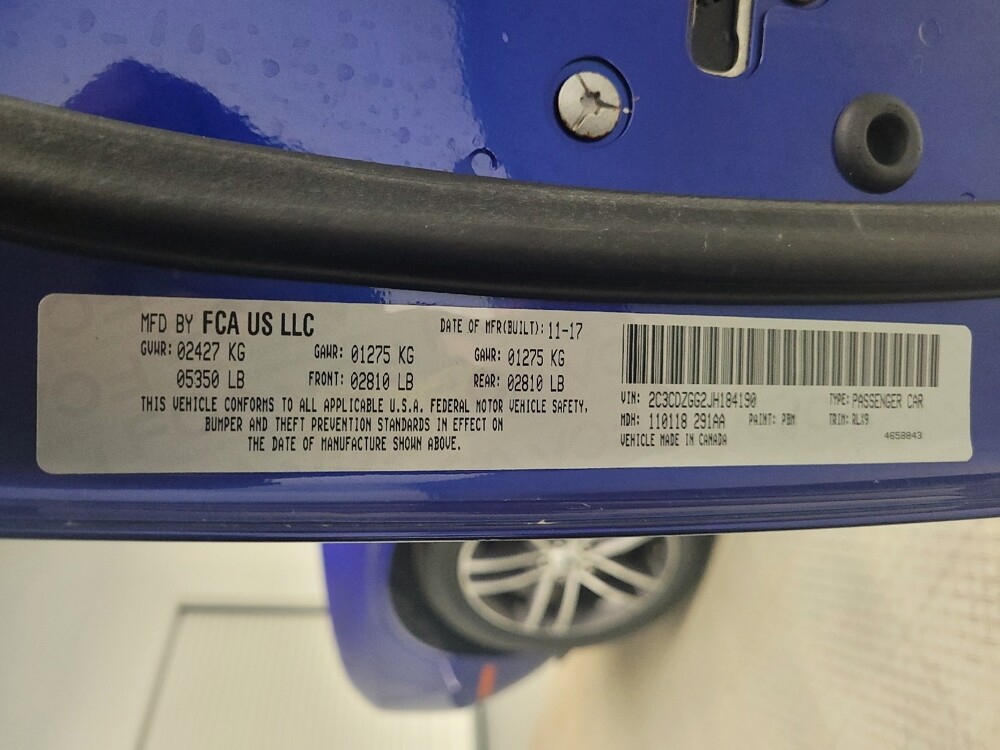 MFD BY FCA US LLC
DATE OF MFR(BUILT): 11-17
GVWR: 02427 KG GAWR: 01275 KG GAWR: 01275 KG
05350 LB FRONT: 02810 LB REAR: 02810 LB
THIS VEHICLE CONFORMS TO ALL APPLICABLE U.S.A. FEDERAL MOTOR VEHICLE SAFETY,
BUMPER AND THEFT PREVENTION STANDARDS IN EFFECT ON
THE DATE OF MANUFACTURE SHOWN ABOVE.
VIN: 2C3CDZGG2JH184190 TYPE: PASSENGER CAR
MDH: 110118 291AA PAINT: PBM TRIM: RLX9
VEHICLE MADE IN CANADA 4658843